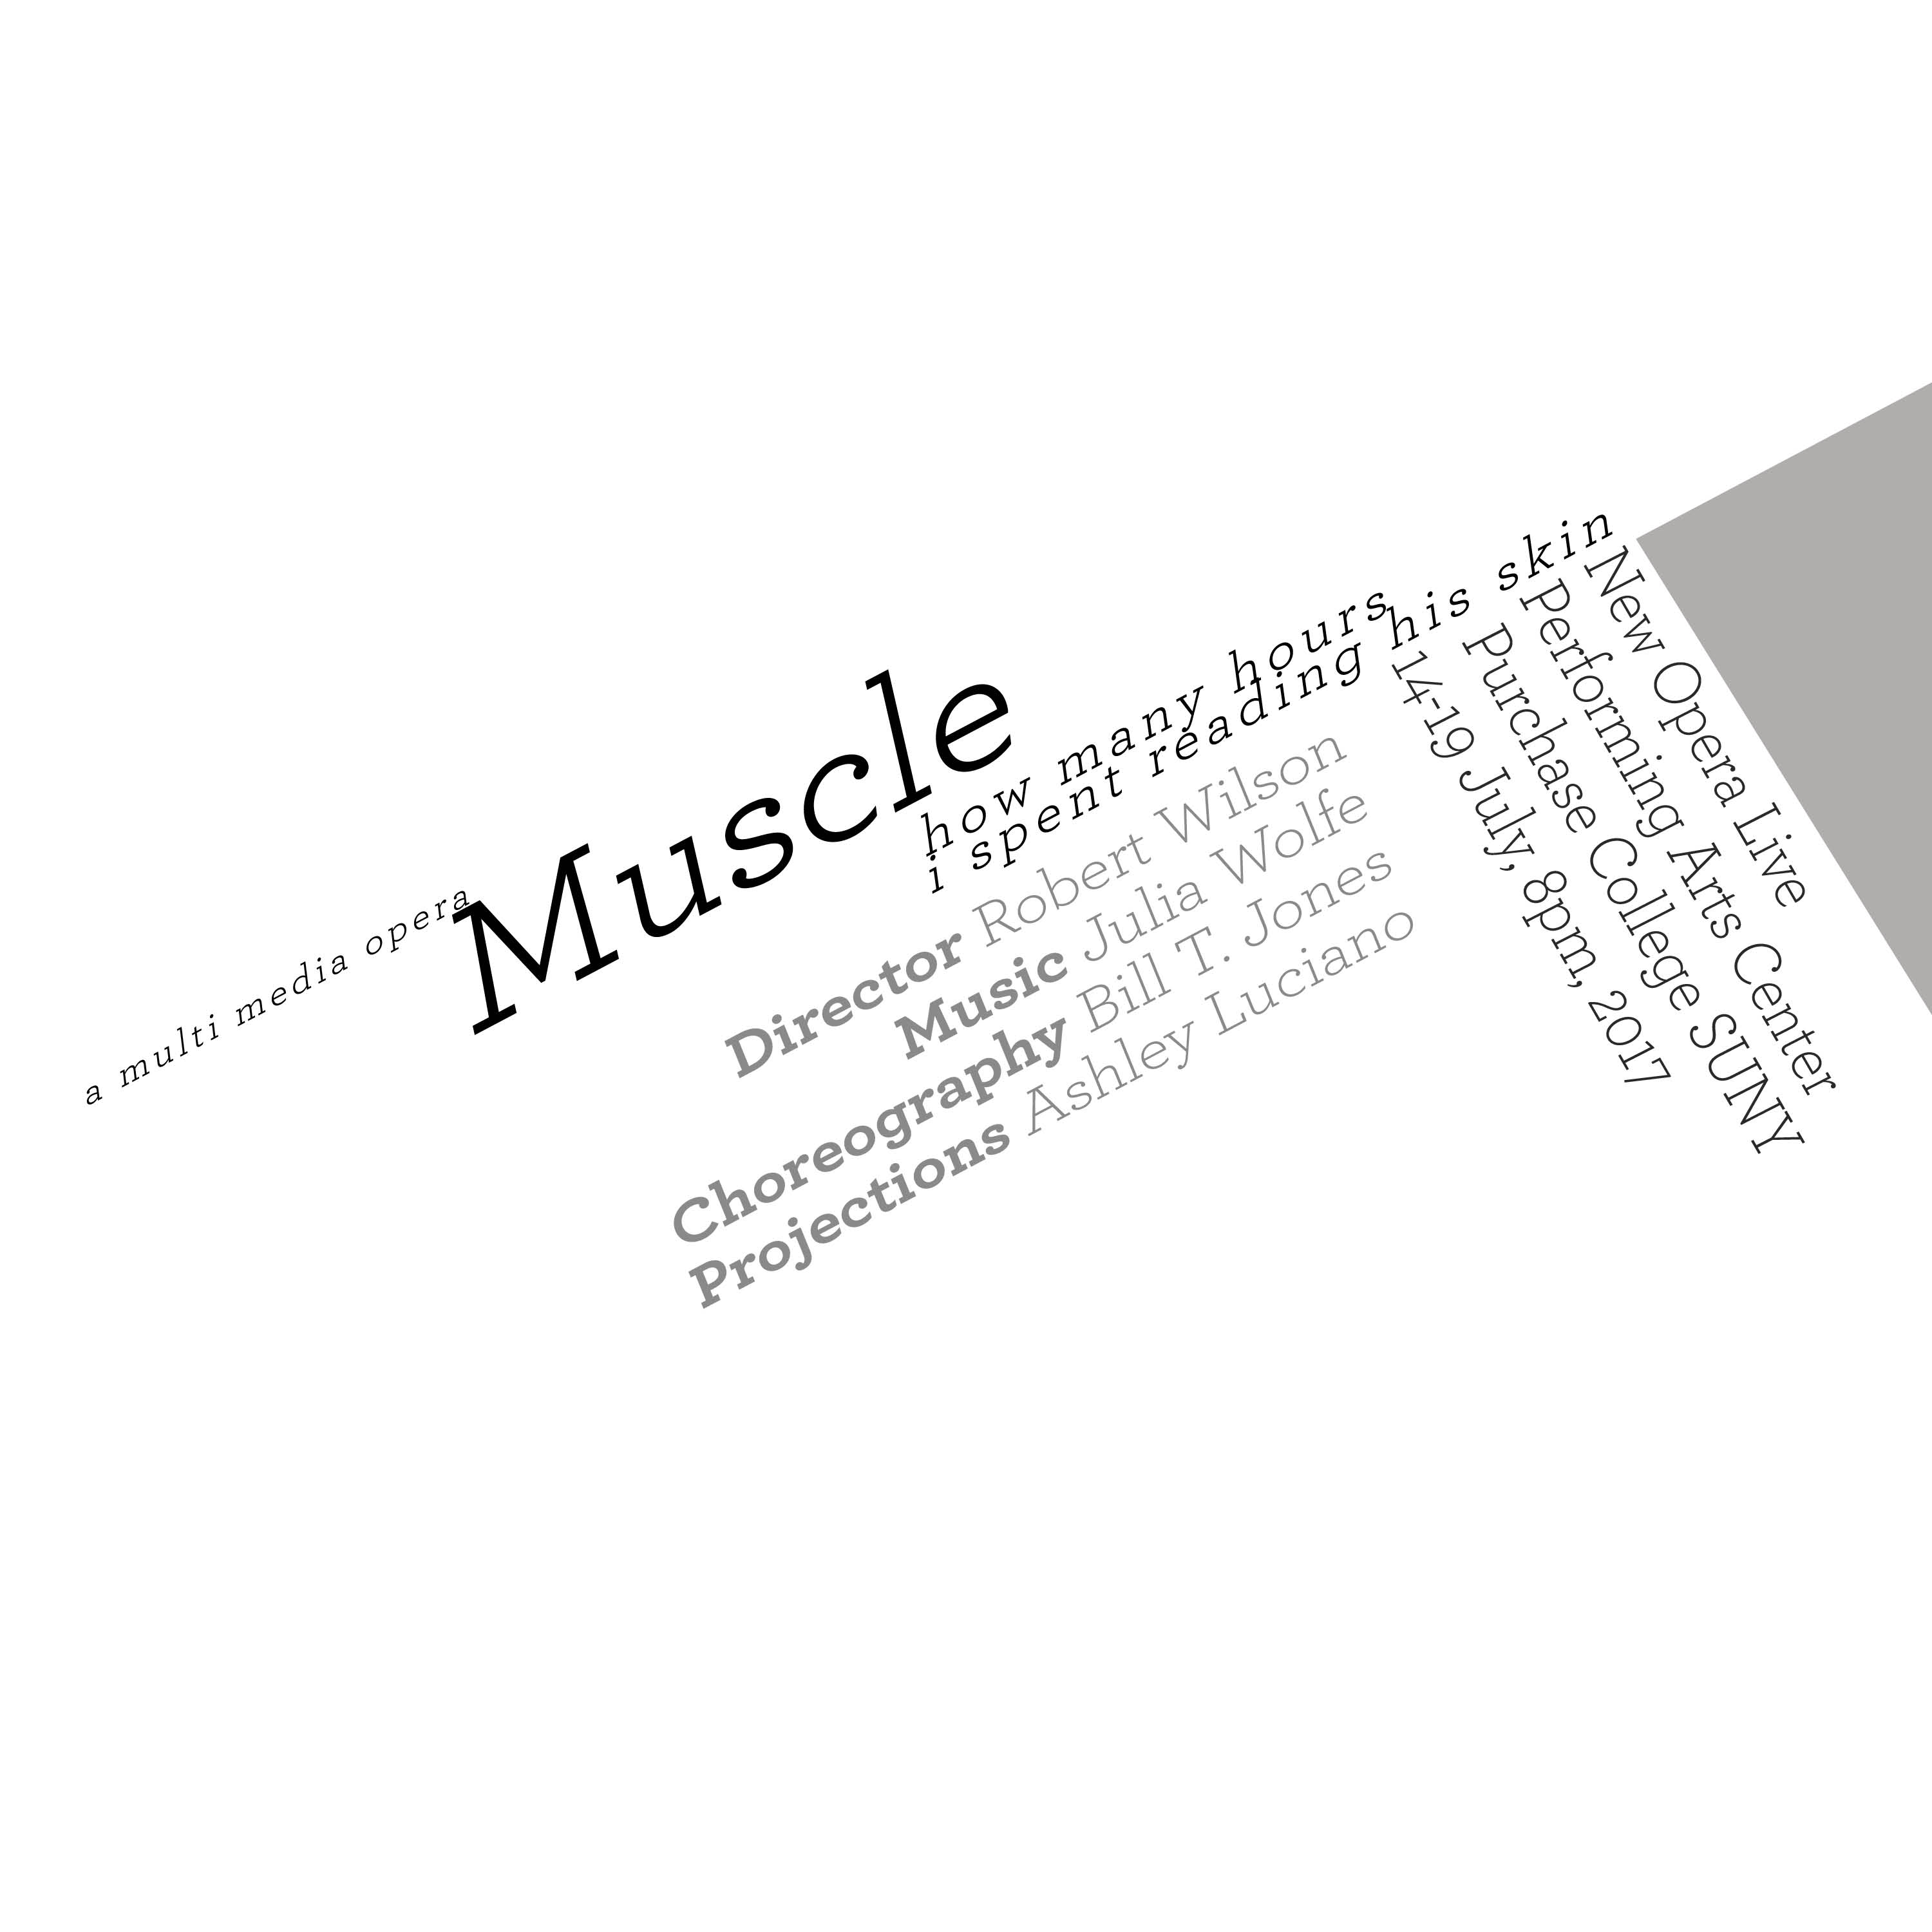 a multi media opera
Muscle
how many hours
i spent reading his skin
Director Robert Wilson
Music Julia Wolfe
Choreography Bill T. Jones
Projections Ashley Luciano
New Opera Live
Performing Arts Center
Purchase College SUNY
14-19 July, 8pm, 2017